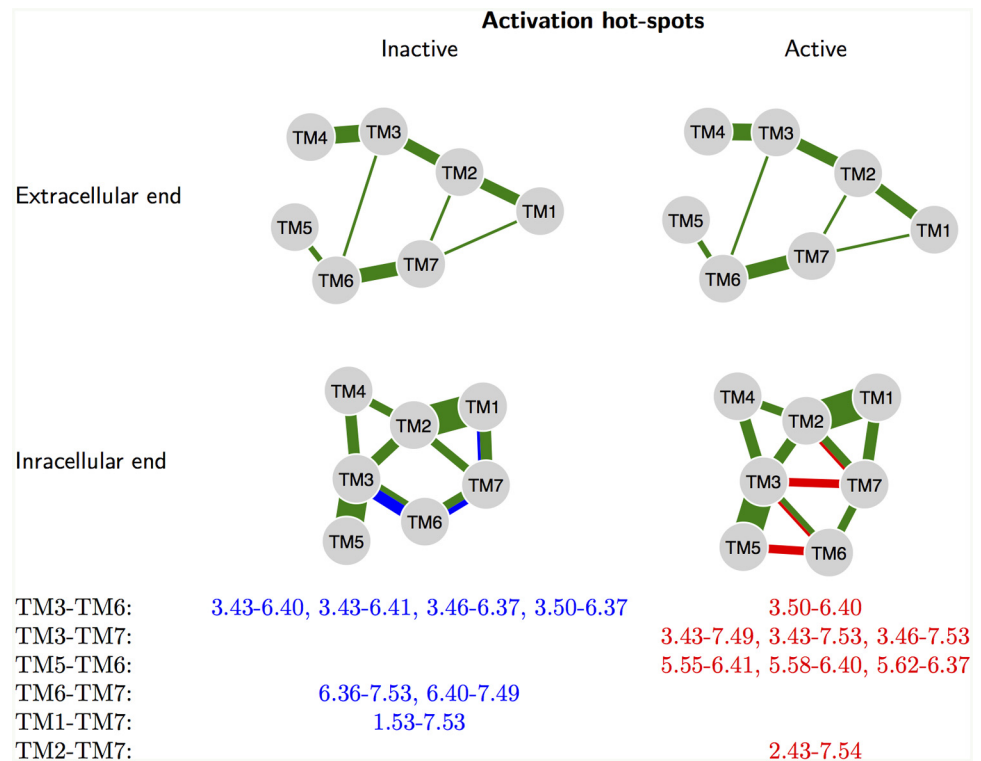 Activation hot-spots
Inactive Active
Extracellular end
TM4 TM3 TM2 TM1 TM5 TM6 TM7
TM4 TM3 TM2 TM1 TM5 TM6 TM7
Inracellular end
TM4 TM1 TM2 TM3 TM7 TM6 TM5
TM4 TM1 TM2 TM3 TM7 TM5 TM6
TM3-TM6: 3.43-6.40, 3.43-6.41, 3.46-6.37, 3.50-6.37 3.50-6.40
TM3-TM7: 3.43-7.49, 3.43-7.53, 3.46-7.53
TM5-TM6: 5.55-6.41, 5.58-6.40, 5.62-6.37
TM6-TM7: 6.36-7.53, 6.40-7.49
TM1-TM7: 1.53-7.53
TM2-TM7: 2.43-7.54